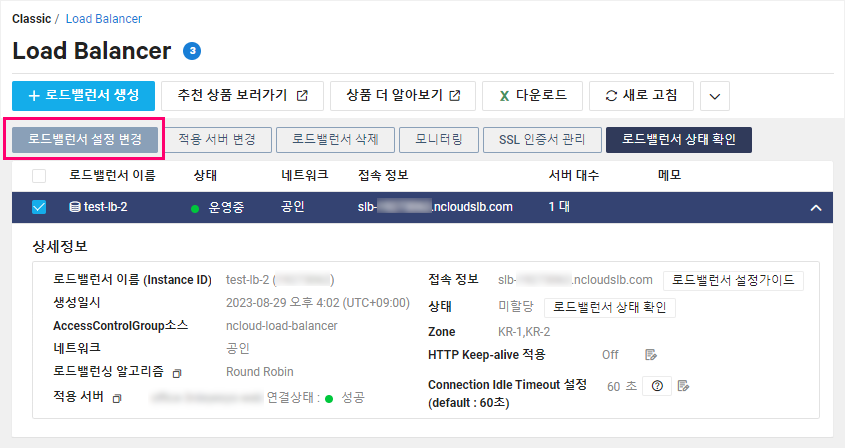 Classic / Load Balancer
Load Balancer 3
+ 로드밸런서 생성 추천 상품 보러가기 상품 더 알아보기 X 다운로드 새로 고침
로드밸런서 설정 변경 적용 서버 변경 로드밸런서 삭제 모니터링 SSL 인증서 관리 로드밸런서 상태 확인
로드밸런서 이름 상태 네트워크 접속 정보 서버 대수 메모
test-lb-2 운영중 공인 slb- .ncloudslb.com 1 대
상세정보
로드밸런서 이름 (Instance ID) test-lb-2 ( ) 접속 정보 slb- .ncloudslb.com 로드밸런서 설정가이드
생성일시 2023-08-29 오후 4:02 (UTC+09:00) 상태 미할당 로드밸런서 상태 확인
AccessControlGroup소스 ncloud-load-balancer Zone KR-1,KR-2
네트워크 공인 HTTP Keep-alive 적용 Off
로드밸런싱 알고리즘 Round Robin Connection Idle Timeout 설정 60 초 ?
적용 서버 연결상태 : 성공 (default : 60초)